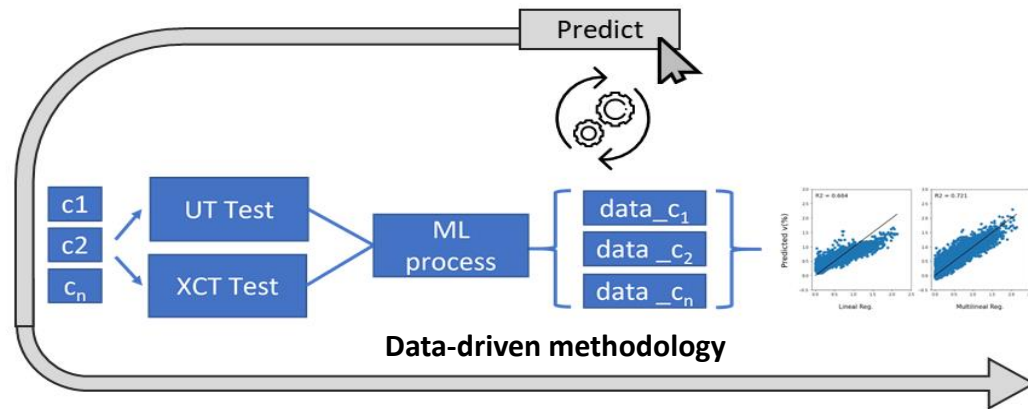 Predict
c1
c2
cn
UT Test
XCT Test
ML
process
data_c1
data _c2
data _cn
R2 = 0.684
R2 = 0.721
Predicted v(%)
Lineal Reg.
Multilineal Reg.
Data-driven methodology